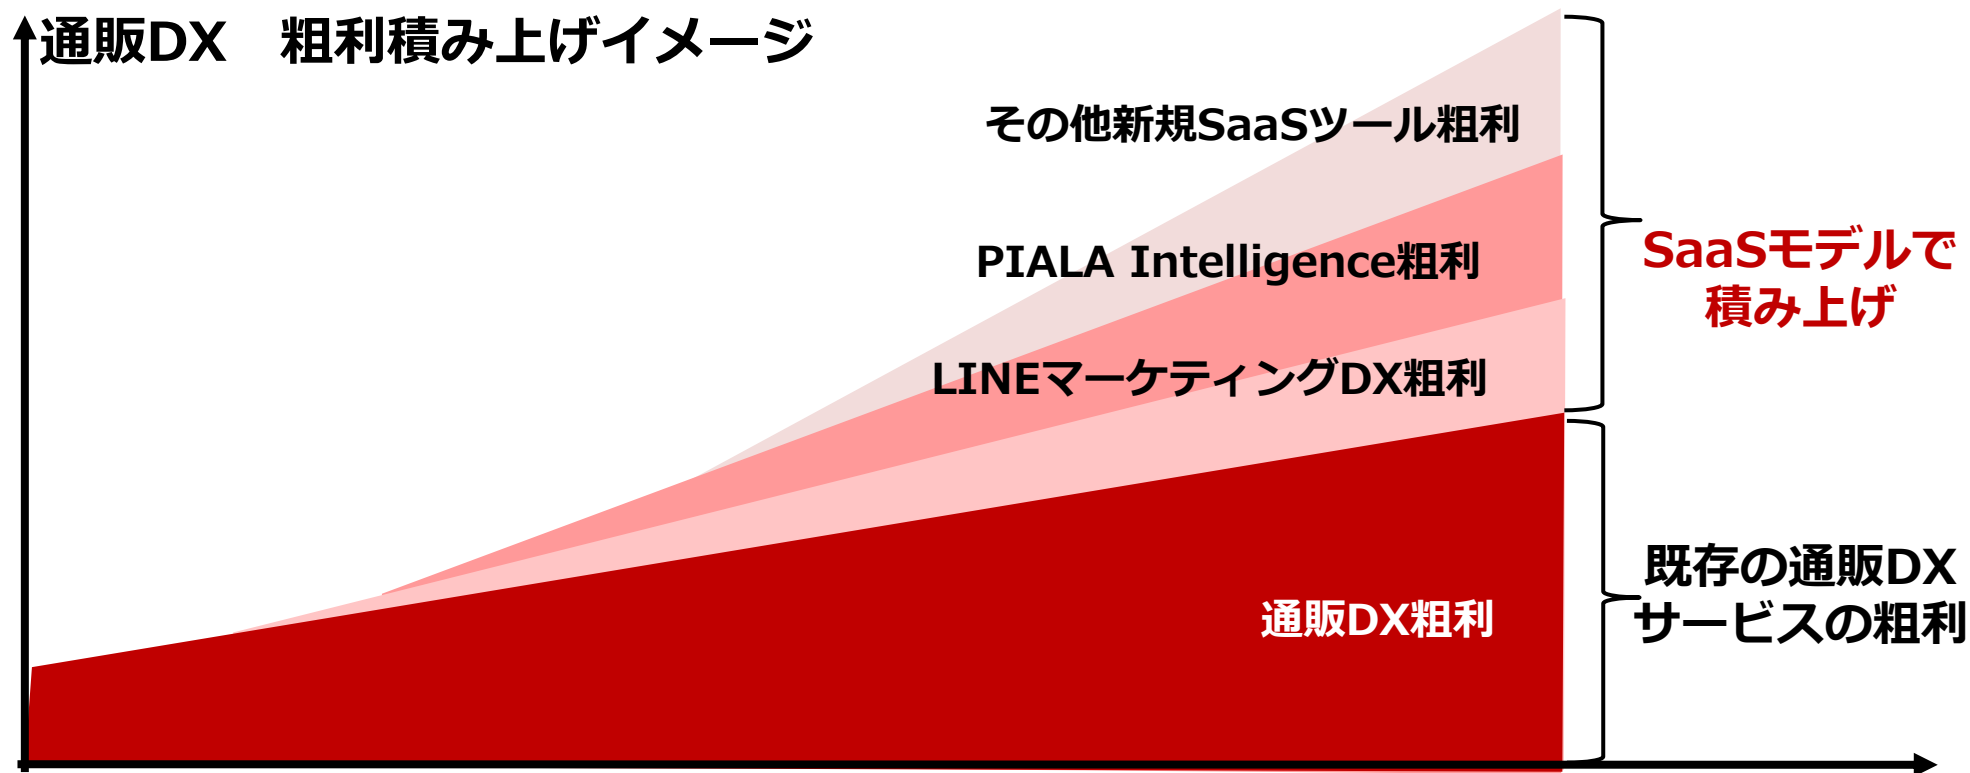 通販DX　粗利積み上げイメージ
その他新規SaaSツール粗利
PIALA Intelligence粗利
LINEマーケティングDX粗利
通販DX粗利
SaaSモデルで
積み上げ
既存の通販DX
サービスの粗利